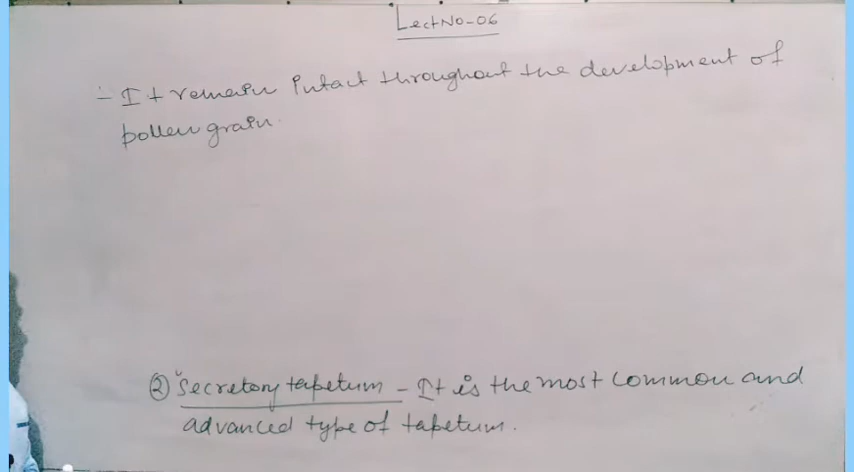 Lect No-06
- It remain intact throughout the development of
pollen grain.
② "Secretory tapetum - It is the most common and
advanced type of tapetum.